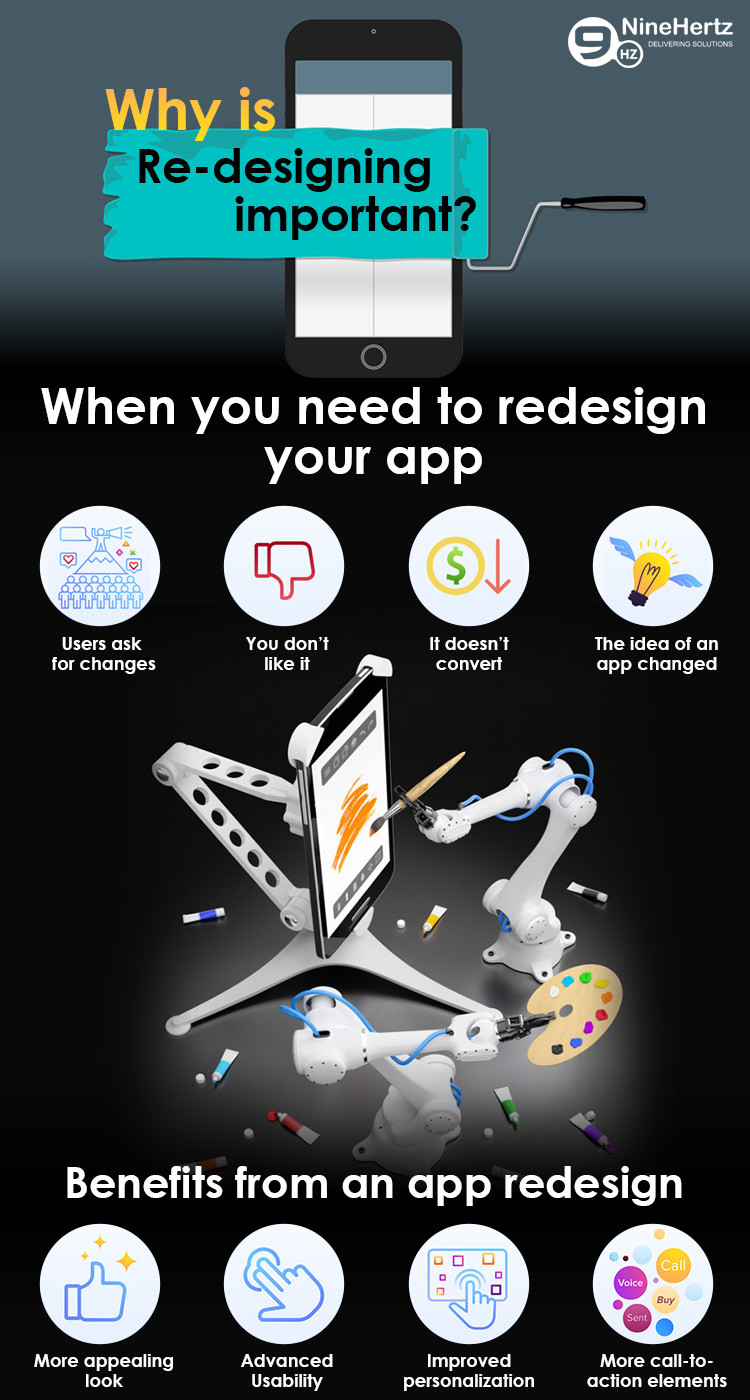 NineHertz
DELIVERING SOLUTIONS
9
HZ
Why is
Re-designing
important?
When you need to redesign
your app
$
Users ask
for changes
You don’t
like it
It doesn’t
convert
The idea of an
app changed
Benefits from an app redesign
Call
Voice
Buy
Sent
More appealing
look
Advanced
Usability
Improved
personalization
More call-to-
action elements